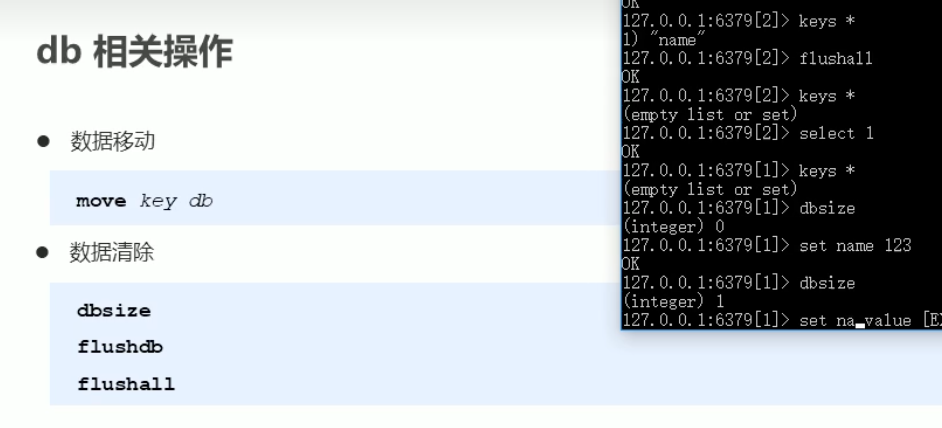 db 相关操作
● 数据移动
move key db
● 数据清除
dbsize
flushdb
flushall
OK
127.0.0.1:6379[2]> keys *
1) "name"
127.0.0.1:6379[2]> flushall
OK
127.0.0.1:6379[2]> keys *
(empty list or set)
127.0.0.1:6379[2]> select 1
OK
127.0.0.1:6379[1]> keys *
(empty list or set)
127.0.0.1:6379[1]> dbsize
(integer) 0
127.0.0.1:6379[1]> set name 123
OK
127.0.0.1:6379[1]> dbsize
(integer) 1
127.0.0.1:6379[1]> set na_value [EX